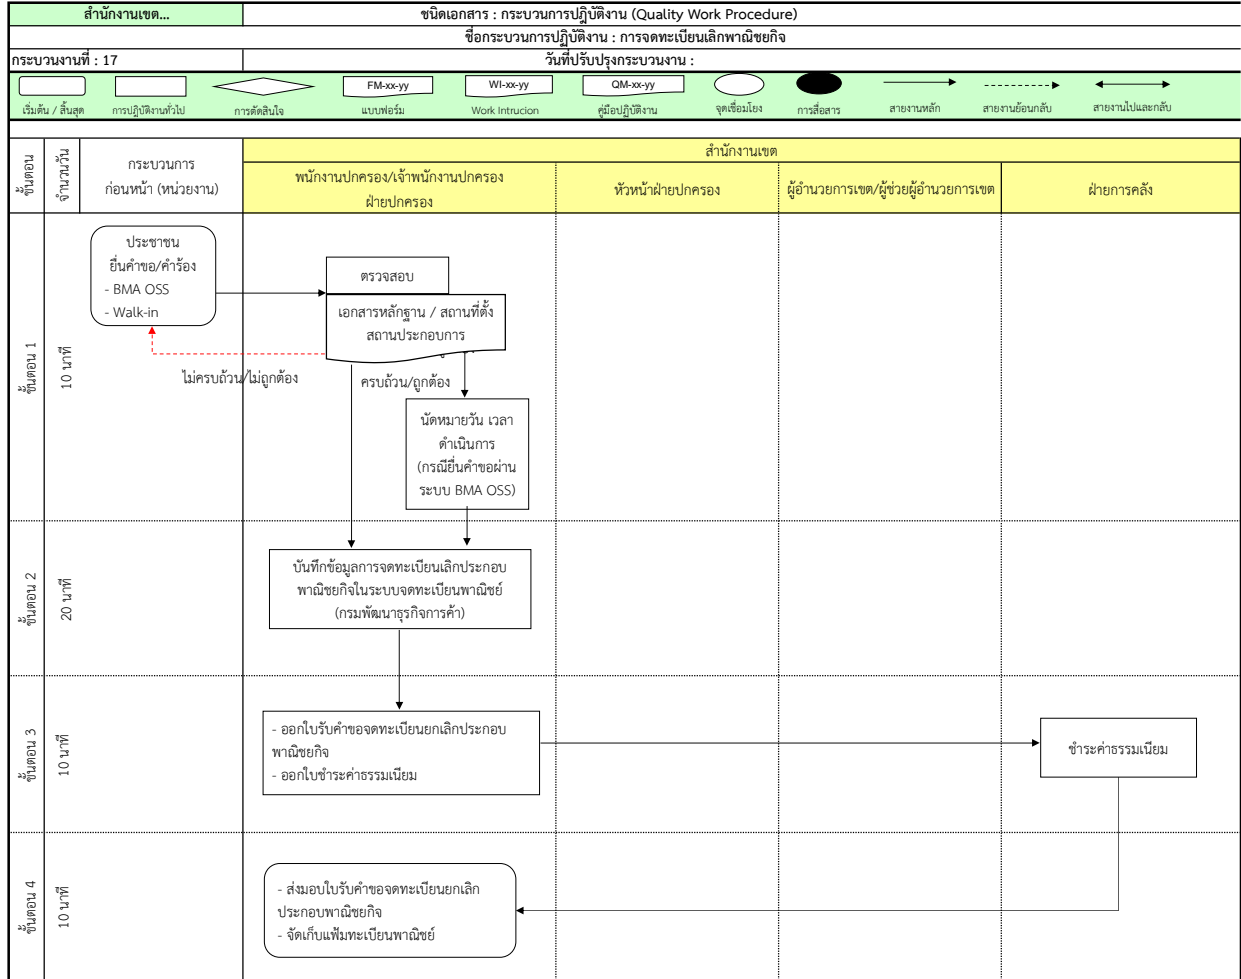 สำนักงานเขต...
ชนิดเอกสาร : กระบวนการปฏิบัติงาน (Quality Work Procedure)
ชื่อกระบวนการปฏิบัติงาน : การจดทะเบียนเลิกพาณิชยกิจ
กระบวนงานที่ : 17
วันที่ปรับปรุงกระบวนงาน :
FM-xx-yy
WI-xx-yy
QM-xx-yy
เริ่มต้น / สิ้นสุด
การปฏิบัติงานทั่วไป
การตัดสินใจ
แบบฟอร์ม
Work Intrucion
คู่มือปฏิบัติงาน
จุดเชื่อมโยง
การสื่อสาร
สายงานหลัก
สายงานย้อนกลับ
สายงานไปและกลับ
ขั้นตอน
จำนวนวัน
กระบวนการ
ก่อนหน้า (หน่วยงาน)
สำนักงานเขต
พนักงานปกครอง/เจ้าพนักงานปกครอง
ฝ่ายปกครอง
หัวหน้าฝ่ายปกครอง
ผู้อำนวยการเขต/ผู้ช่วยผู้อำนวยการเขต
ฝ่ายการคลัง
ขั้นตอน 1
10 นาที
ประชาชน
ยื่นคำขอ/คำร้อง
- BMA OSS
- Walk-in
ตรวจสอบ
เอกสารหลักฐาน / สถานที่ตั้ง
สถานประกอบการ
ไม่ครบถ้วน/ไม่ถูกต้อง
ครบถ้วน/ถูกต้อง
นัดหมายวัน เวลา
ดำเนินการ
(กรณียื่นคำขอผ่าน
ระบบ BMA OSS)
ขั้นตอน 2
20 นาที
บันทึกข้อมูลการจดทะเบียนเลิกประกอบ
พาณิชยกิจในระบบจดทะเบียนพาณิชย์
(กรมพัฒนาธุรกิจการค้า)
ขั้นตอน 3
10 นาที
- ออกใบรับคำขอจดทะเบียนยกเลิกประกอบ
พาณิชยกิจ
- ออกใบชำระค่าธรรมเนียม
ชำระค่าธรรมเนียม
ขั้นตอน 4
10 นาที
- ส่งมอบใบรับคำขอจดทะเบียนยกเลิก
ประกอบพาณิชยกิจ
- จัดเก็บแฟ้มทะเบียนพาณิชย์